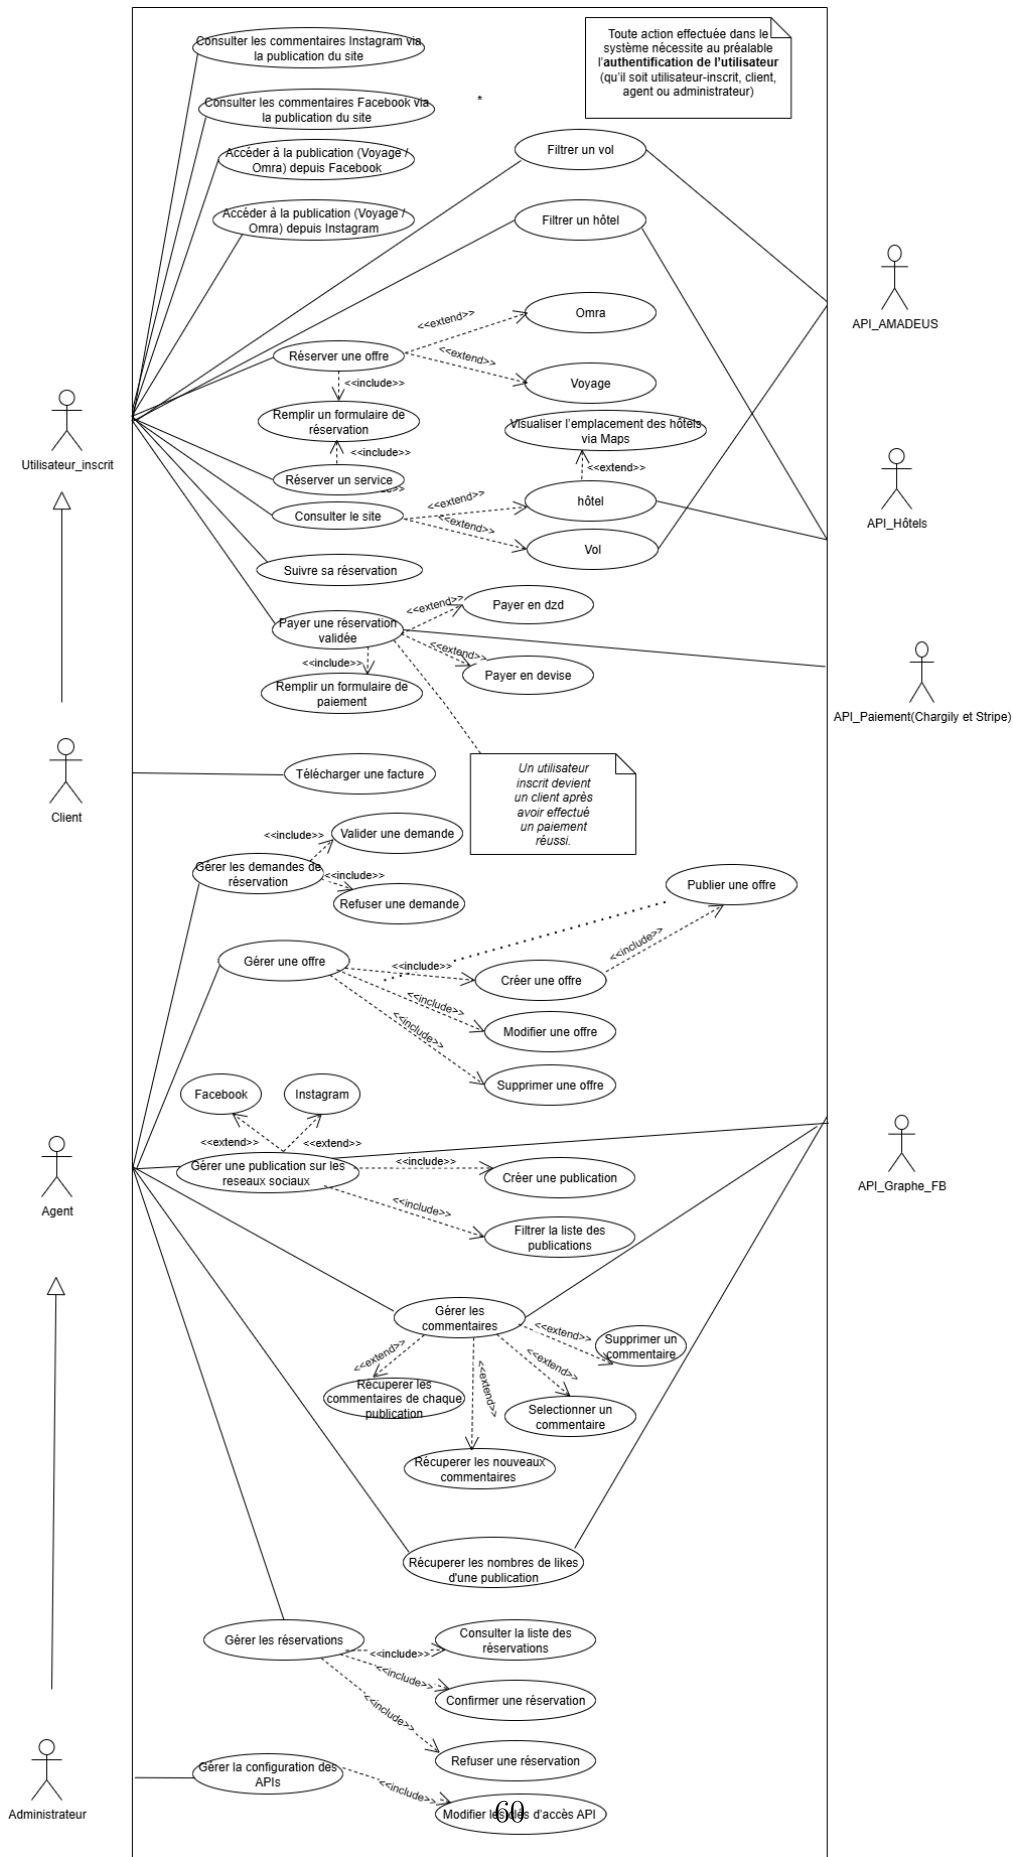 Toute action effectuée dans le
système nécessite au préalable
l'authentification de l'utilisateur
(qu'il soit utilisateur-inscrit, client,
agent ou administrateur)
Consulter les commentaires Instagram via
la publication du site
Consulter les commentaires Facebook via
la publication du site
*
Accéder à la publication (Voyage /
Omra) depuis Facebook
Filtrer un vol
Accéder à la publication (Voyage /
Omra) depuis Instagram
Filtrer un hôtel
API_AMADEUS
<<extend>>
Omra
Réserver une offre
<<extend>>
<<include>>
Voyage
Remplir un formulaire de
réservation
Visualiser l'emplacement des hôtels
via Maps
<<include>>
<<extend>>
Utilisateur_inscrit
Réserver un service
>>
<<extend>>
hôtel
Consulter le site
<<extend>>
API_Hôtels
Vol
Suivre sa réservation
<<extend>>
Payer en dzd
Payer une réservation
validée
<<extend>>
<<include>>
Payer en devise
Remplir un formulaire de
paiement
API_Paiement(Chargily et Stripe)
Client
Télécharger une facture
Un utilisateur
inscrit devient
un client après
avoir effectué
un paiement
réussi.
<<include>>
Valider une demande
Gérer les demandes de
réservation
<<include>>
Refuser une demande
Publier une offre
<<include>>
Gérer une offre
<<include>>
Créer une offre
<<include>>
Modifier une offre
<<include>>
Supprimer une offre
Facebook
Instagram
<<extend>>
<<extend>>
Gérer une publication sur les
reseaux sociaux
<<include>>
Créer une publication
<<include>>
Filtrer la liste des
publications
Agent
API_Graphe_FB
Gérer les
commentaires
<<extend>>
Supprimer un
commentaire
<<extend>>
Récuperer les
commentaires de chaque
publication
<<extend>>
<<extend>>
Selectionner un
commentaire
Récuperer les nouveaux
commentaires
Récuperer les nombres de likes
d'une publication
Gérer les réservations
<<include>>
Consulter la liste des
réservations
<<include>>
Confirmer une réservation
<<include>>
Refuser une réservation
Administrateur
Gérer la configuration des
APIs
<<include>>
Modifier les clés d'accès API
60